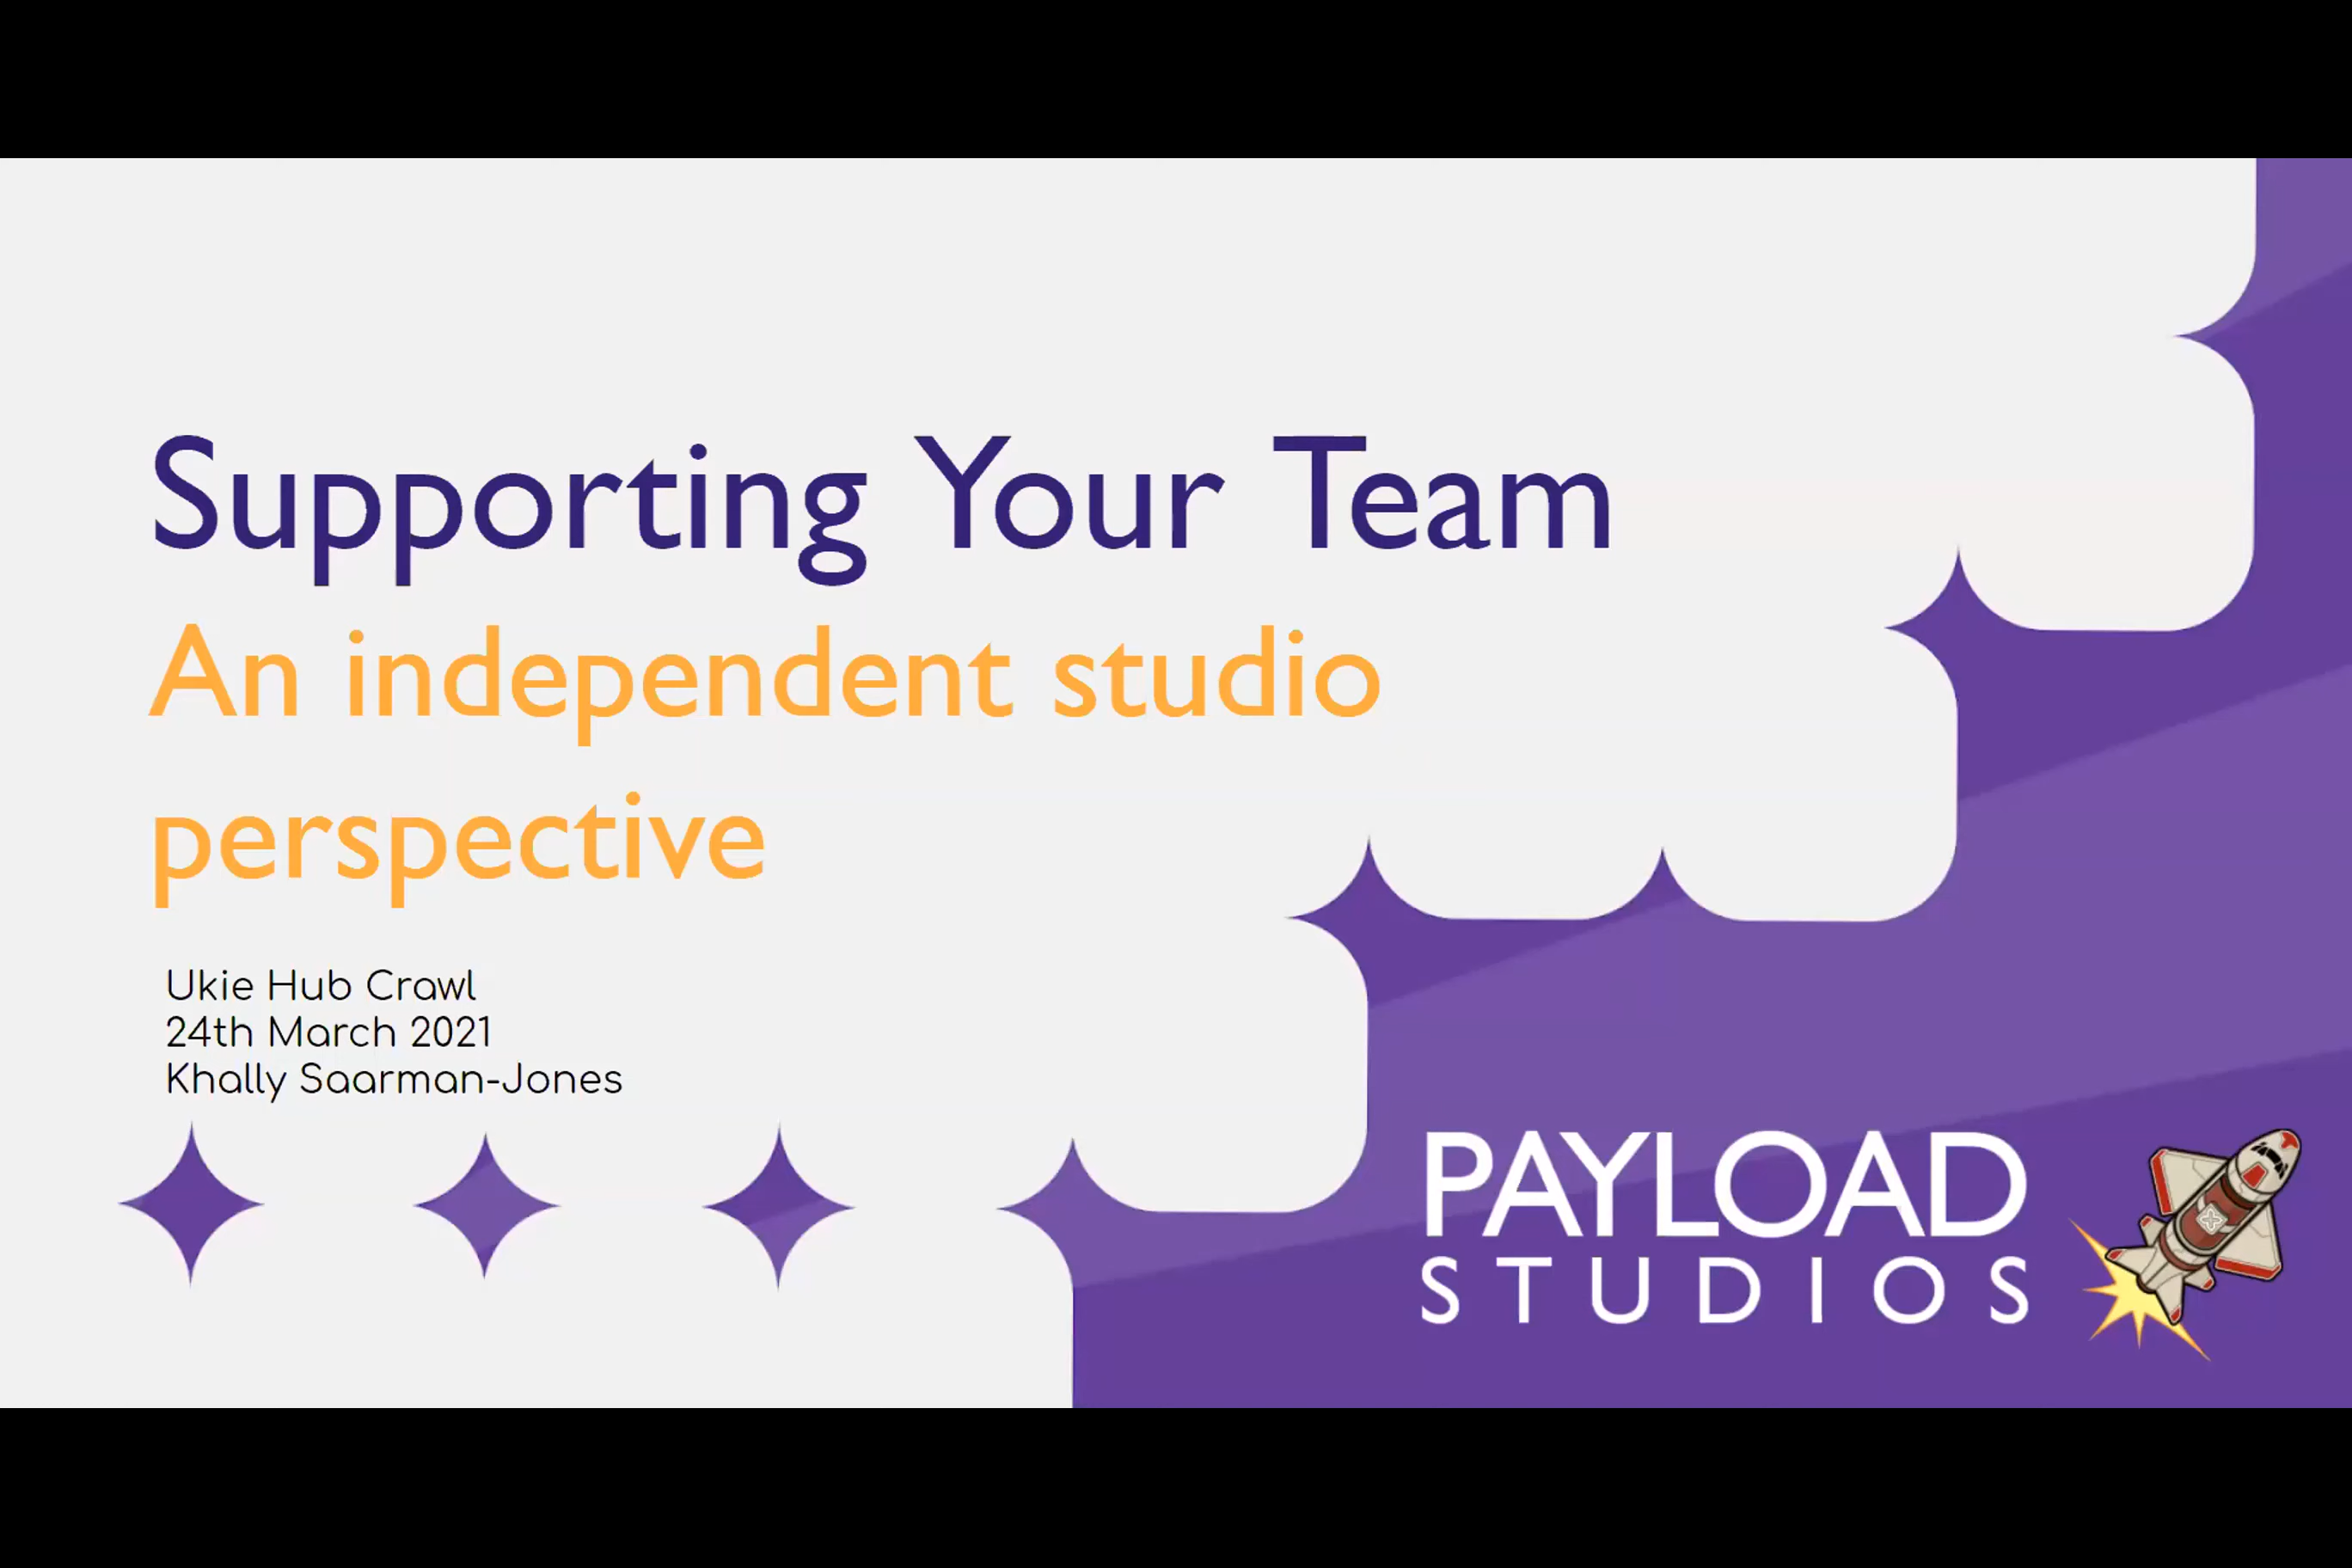 Supporting Your Team
An independent studio
perspective
Ukie Hub Crawl
24th March 2021
Khally Saarman-Jones
PAYLOAD
STUDIOS